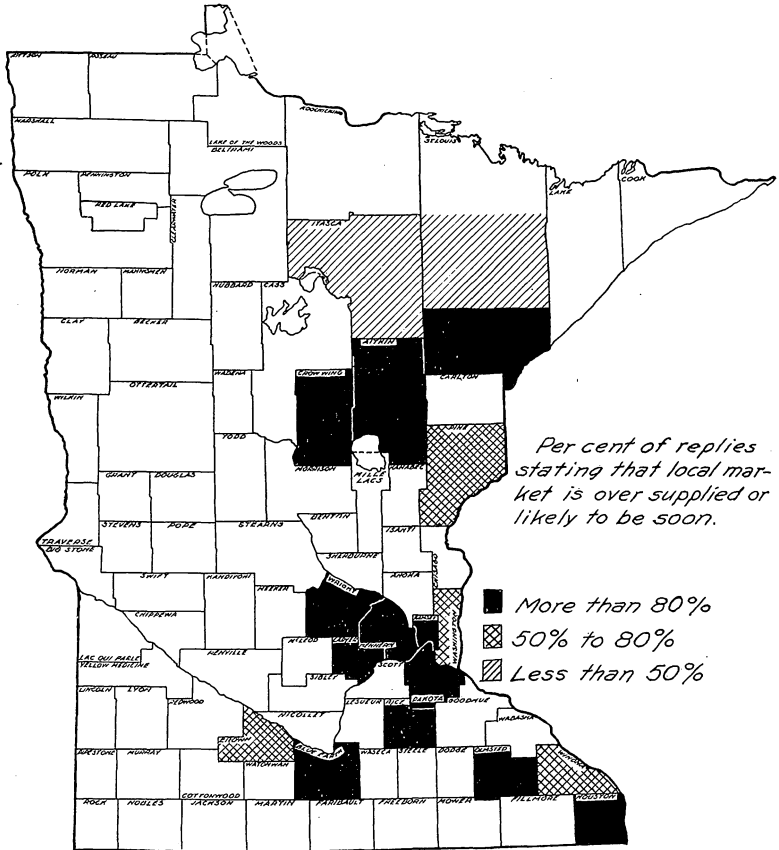 ROSEAU
KOOCHICHING
MARSHALL
LAKE OF THE WOODS
BELTRAMI
ST. LOUIS
LAKE
COOK
POLK
PENNINGTON
RED LAKE
CLEARWATER
ITASCA
NORMAN
MAHNOMEN
HUBBARD
CASS
CLAY
BECKER
AITKIN
WADENA
CROW WING
CARLTON
WILKIN
OTTERTAIL
TODD
PINE
Per cent of replies
stating that local mar-
ket is over supplied or
likely to be soon.
MORRISON
MILLE
LACS
KANABEC
GRANT
DOUGLAS
BENTON
STEVENS
POPE
STEARNS
ISANTI
TRAVERSE
BIG STONE
SHERBURNE
CHISAGO
SWIFT
KANDIYOHI
MEEKER
ANOKA
WRIGHT
CHIPPEWA
RAMSEY
WASHINGTON
More than 80%
50% to 80%
Less than 50%
McLEOD
HENNEPIN
LAC QUI PARLE
YELLOW MEDICINE
RENVILLE
SCOTT
SIBLEY
LINCOLN
LYON
REDWOOD
NICOLLET
LESUEUR
RICE
DAKOTA
GOODHUE
WABASHA
BROWN
BLUE EARTH
WASECA
STEELE
DODGE
OLMSTED
WINONA
PIPESTONE
MURRAY
COTTONWOOD
WATONWAN
ROCK
NOBLES
JACKSON
MARTIN
FARIBAULT
FREEBORN
MOWER
FILLMORE
HOUSTON